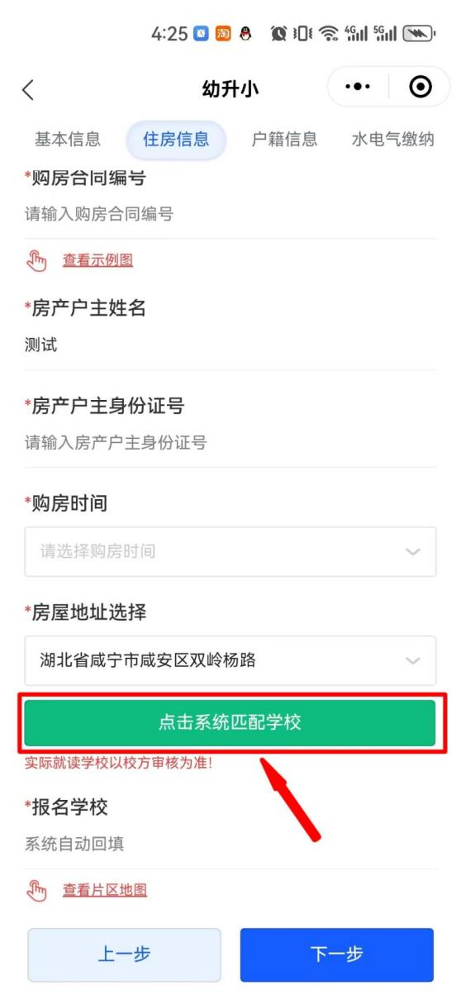 4:25
4G 5G
幼升小
基本信息 住房信息 户籍信息 水电气缴纳
*购房合同编号
请输入购房合同编号
查看示例图
*房产户主姓名
测试
*房产户主身份证号
请输入房产户主身份证号
*购房时间
请选择购房时间
*房屋地址选择
湖北省咸宁市咸安区双岭杨路
点击系统匹配学校
实际就读学校以校方审核为准!
*报名学校
系统自动回填
查看片区地图
上一步 下一步